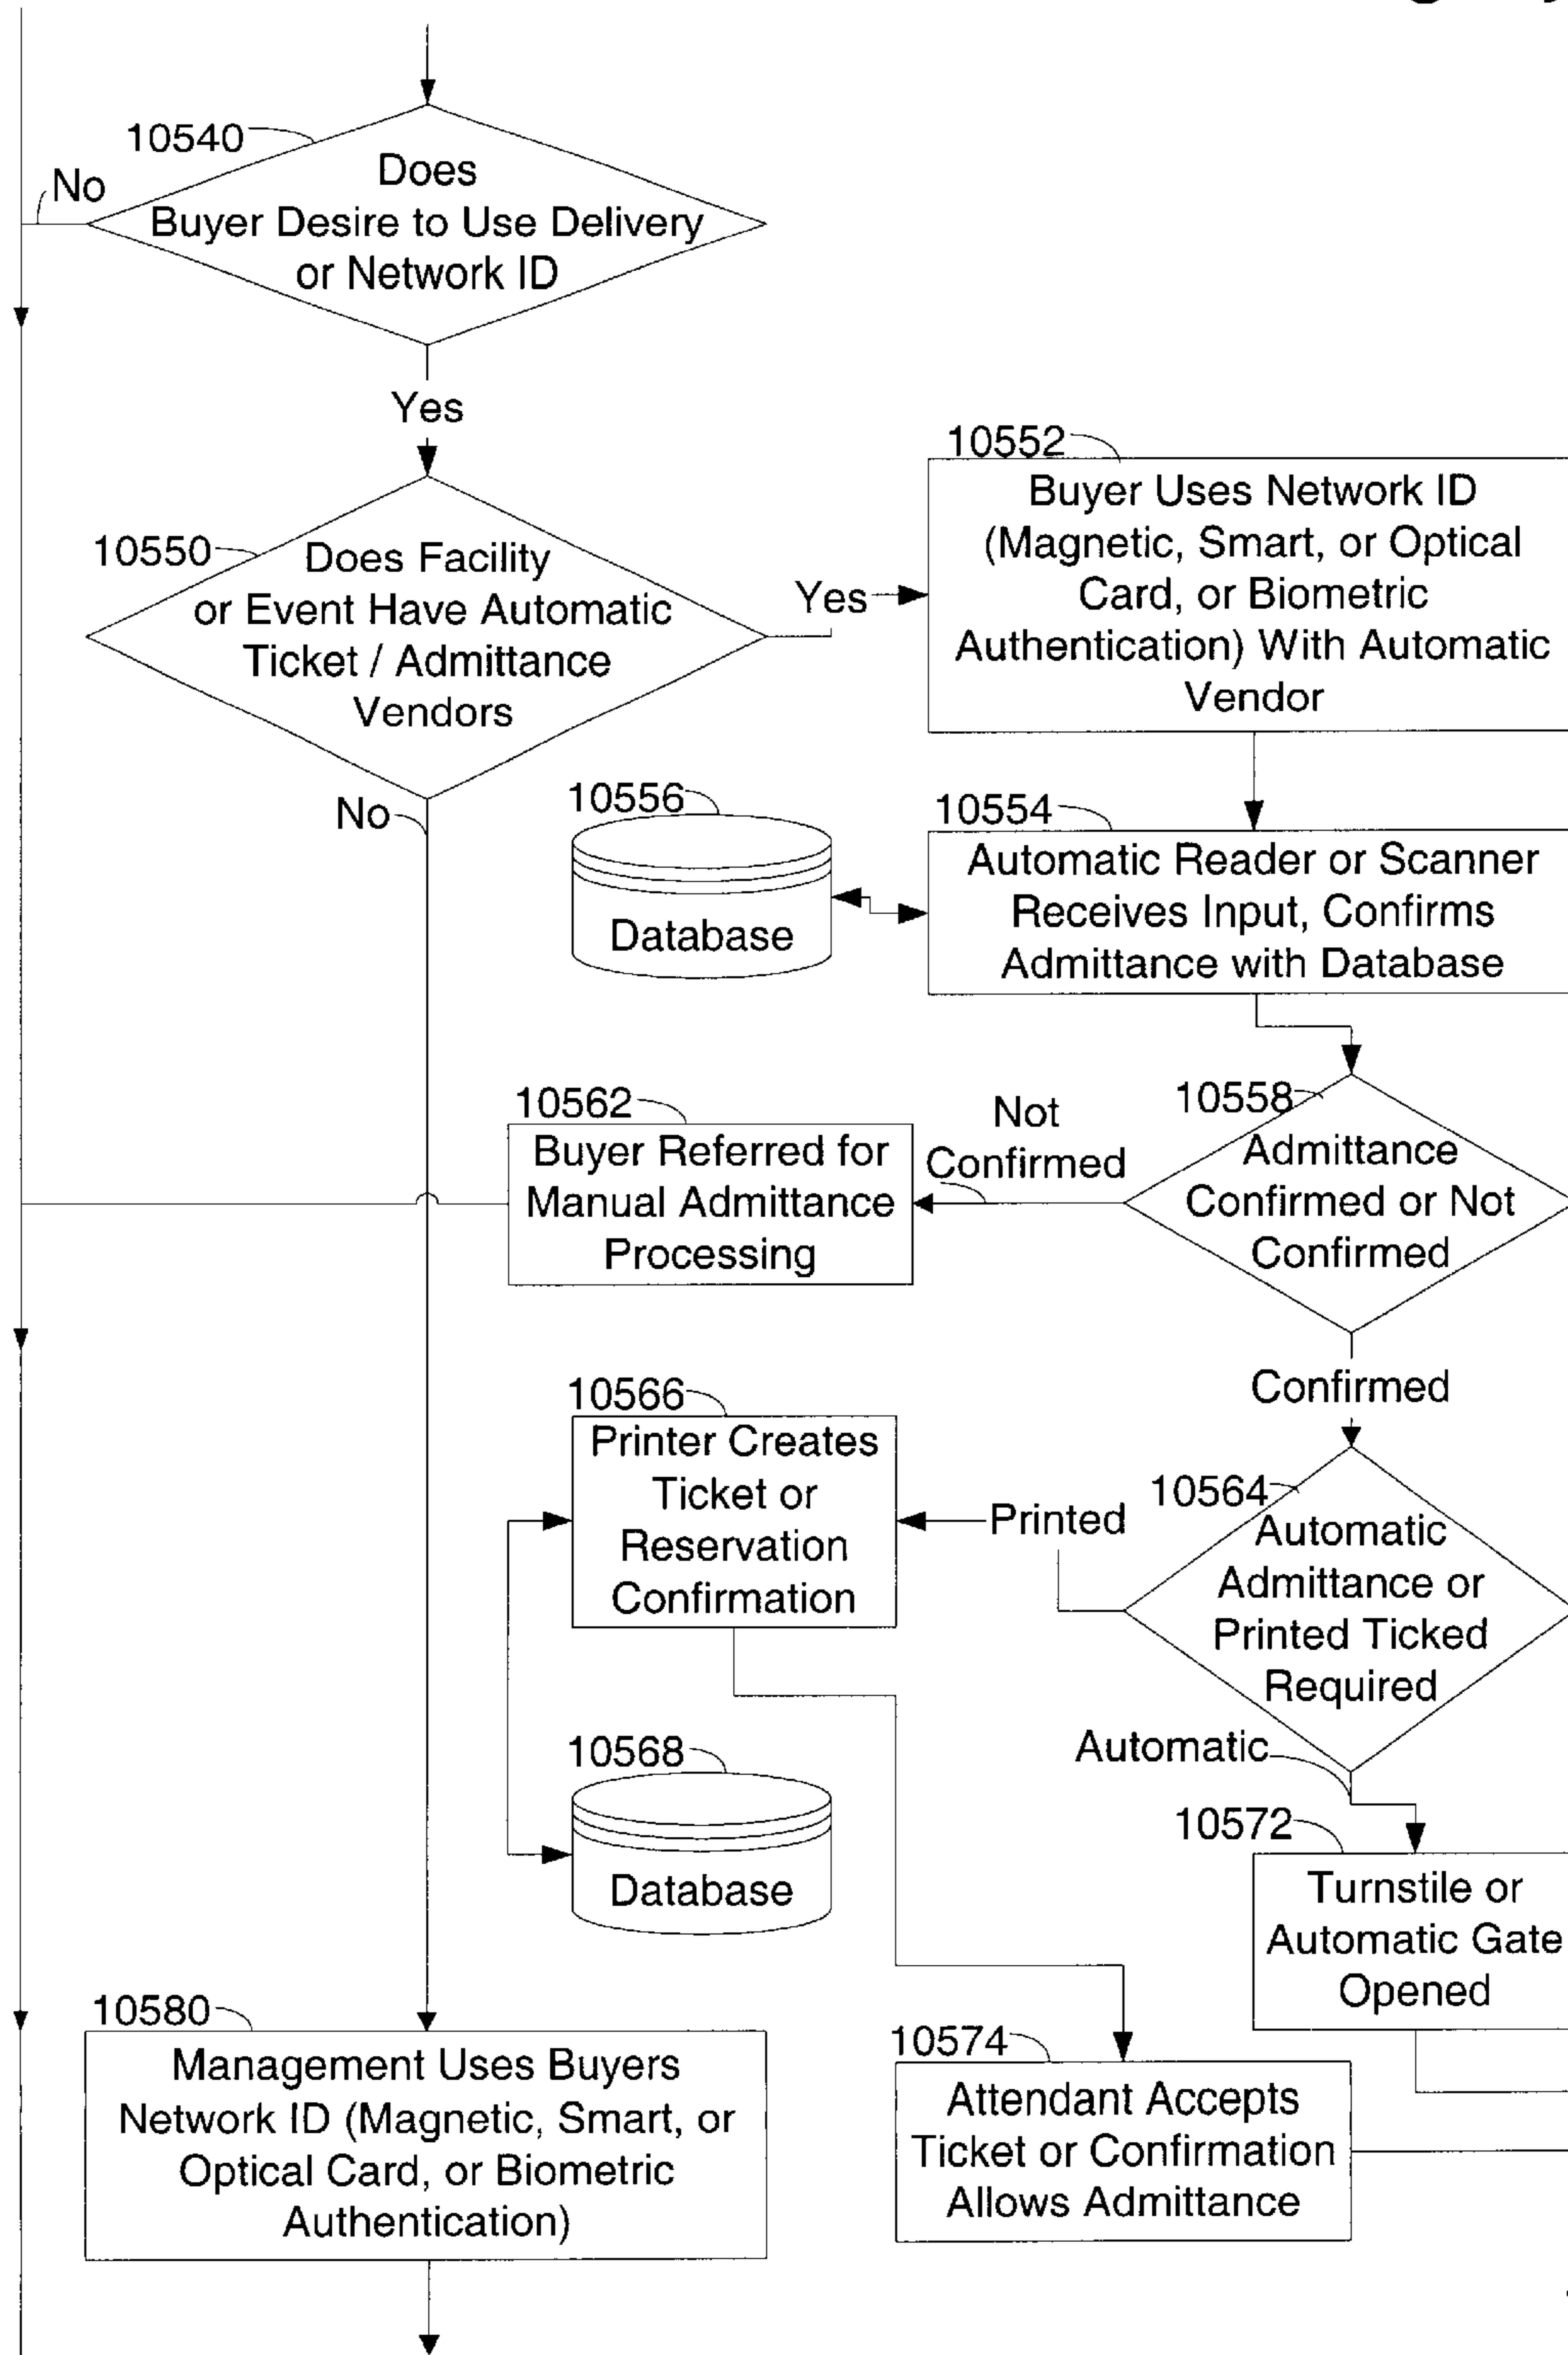 10540
No
Does
Buyer Desire to Use Delivery
or Network ID
Yes
10550
Does Facility
or Event Have Automatic
Ticket / Admittance
Vendors
Yes
No
10552
Buyer Uses Network ID
(Magnetic, Smart, or Optical
Card, or Biometric
Authentication) With Automatic
Vendor
10556
Database
10554
Automatic Reader or Scanner
Receives Input, Confirms
Admittance with Database
10558
Admittance
Confirmed or Not
Confirmed
Not
Confirmed
10562
Buyer Referred for
Manual Admittance
Processing
Confirmed
10564
Automatic
Admittance or
Printed Ticked
Required
Printed
10566
Printer Creates
Ticket or
Reservation
Confirmation
10568
Database
Automatic
10572
Turnstile or
Automatic Gate
Opened
10574
Attendant Accepts
Ticket or Confirmation
Allows Admittance
10580
Management Uses Buyers
Network ID (Magnetic, Smart, or
Optical Card, or Biometric
Authentication)